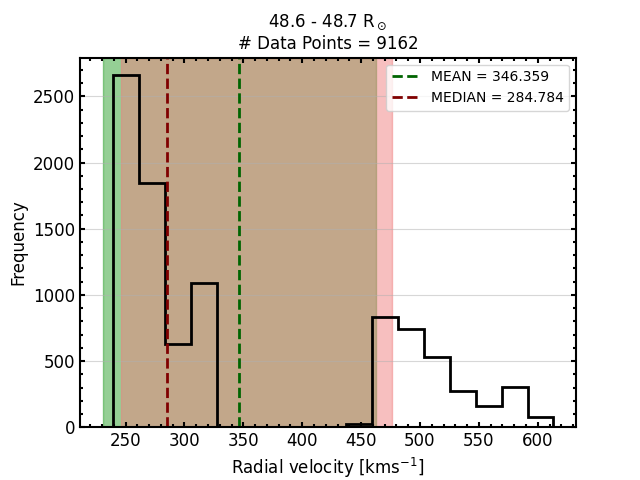 48.6 - 48.7 R⊙
# Data Points = 9162
MEAN = 346.359
MEDIAN = 284.784
Frequency
2500
2000
1500
1000
500
0
250 300 350 400 450 500 550 600
Radial velocity [kms⁻¹]